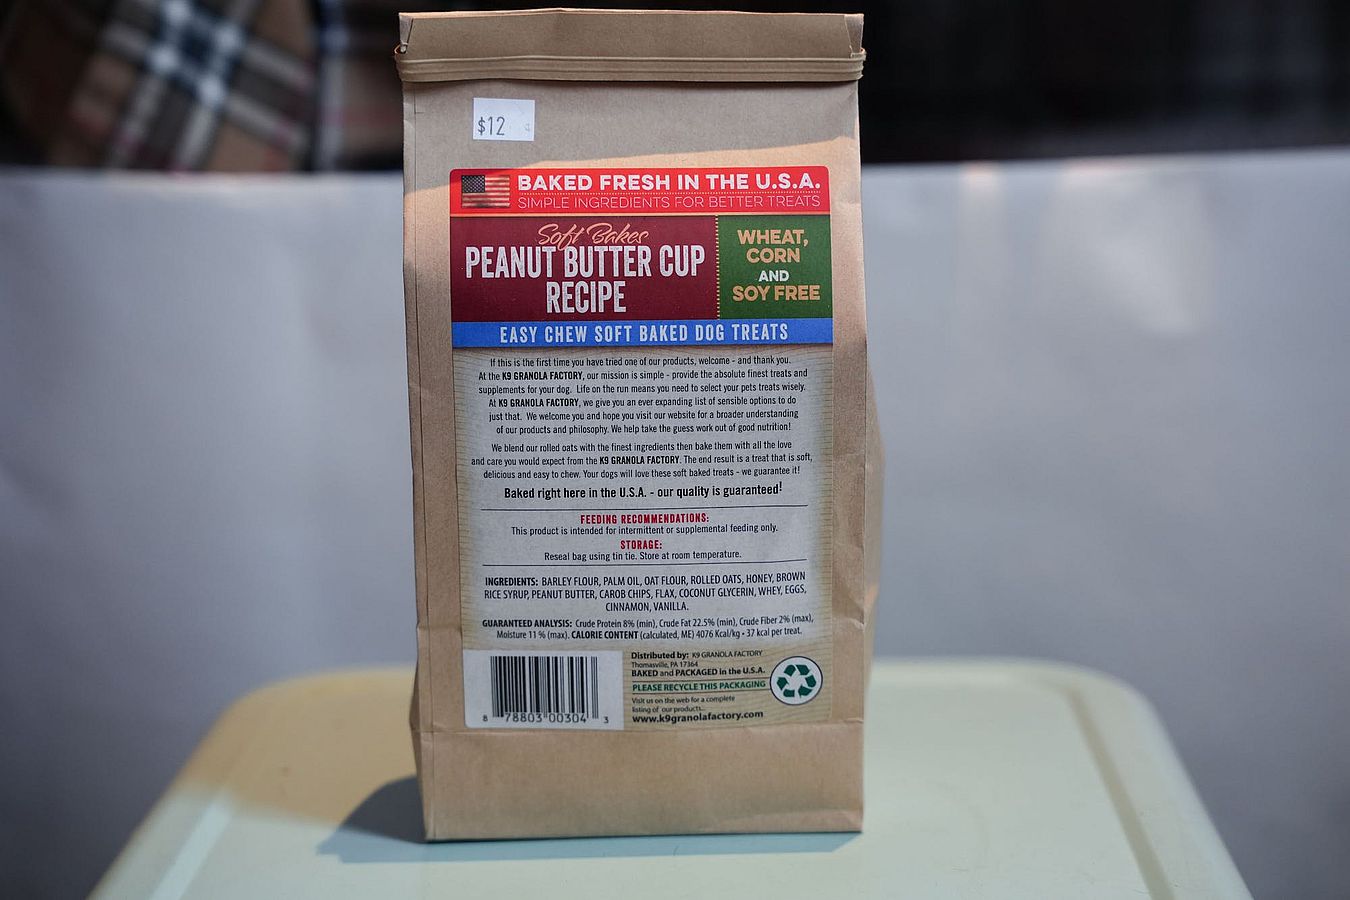 $12
BAKED FRESH IN THE U.S.A.
SIMPLE INGREDIENTS FOR BETTER TREATS
Soft Bakes
PEANUT BUTTER CUP
RECIPE
WHEAT,
CORN
AND
SOY FREE
EASY CHEW SOFT BAKED DOG TREATS
If this is the first time you have tried one of our products, welcome - and thank you.
At the K9 GRANOLA FACTORY, our mission is simple - provide the absolute finest treats and
supplements for your dog. Life on the run means you need to select your pets treats wisely.
At K9 GRANOLA FACTORY, we give you an ever expanding list of sensible options to do
just that. We welcome you and hope you visit our website for a broader understanding
of our products and philosophy. We help take the guess work out of good nutrition!
We blend our rolled oats with the finest ingredients then bake them with all the love
and care you would expect from the K9 GRANOLA FACTORY. The end result is a treat that is soft,
delicious and easy to chew. Your dogs will love these soft baked treats - we guarantee it!
Baked right here in the U.S.A. - our quality is guaranteed!
FEEDING RECOMMENDATIONS:
This product is intended for intermittent or supplemental feeding only.
STORAGE:
Reseal bag using tin tie. Store at room temperature.
INGREDIENTS: BARLEY FLOUR, PALM OIL, OAT FLOUR, ROLLED OATS, HONEY, BROWN
RICE SYRUP, PEANUT BUTTER, CAROB CHIPS, FLAX, COCONUT GLYCERIN, WHEY, EGGS,
CINNAMON, VANILLA.
GUARANTEED ANALYSIS: Crude Protein 8% (min), Crude Fat 22.5% (min), Crude Fiber 2% (max),
Moisture 11 % (max). CALORIE CONTENT (calculated, ME) 4076 Kcal/kg • 37 kcal per treat.
8 78803 00304 3
Distributed by: K9 GRANOLA FACTORY
Thomasville, PA 17364
BAKED and PACKAGED in the U.S.A.
PLEASE RECYCLE THIS PACKAGING
Visit us on the web for a complete
listing of our products..
www.k9granolafactory.com